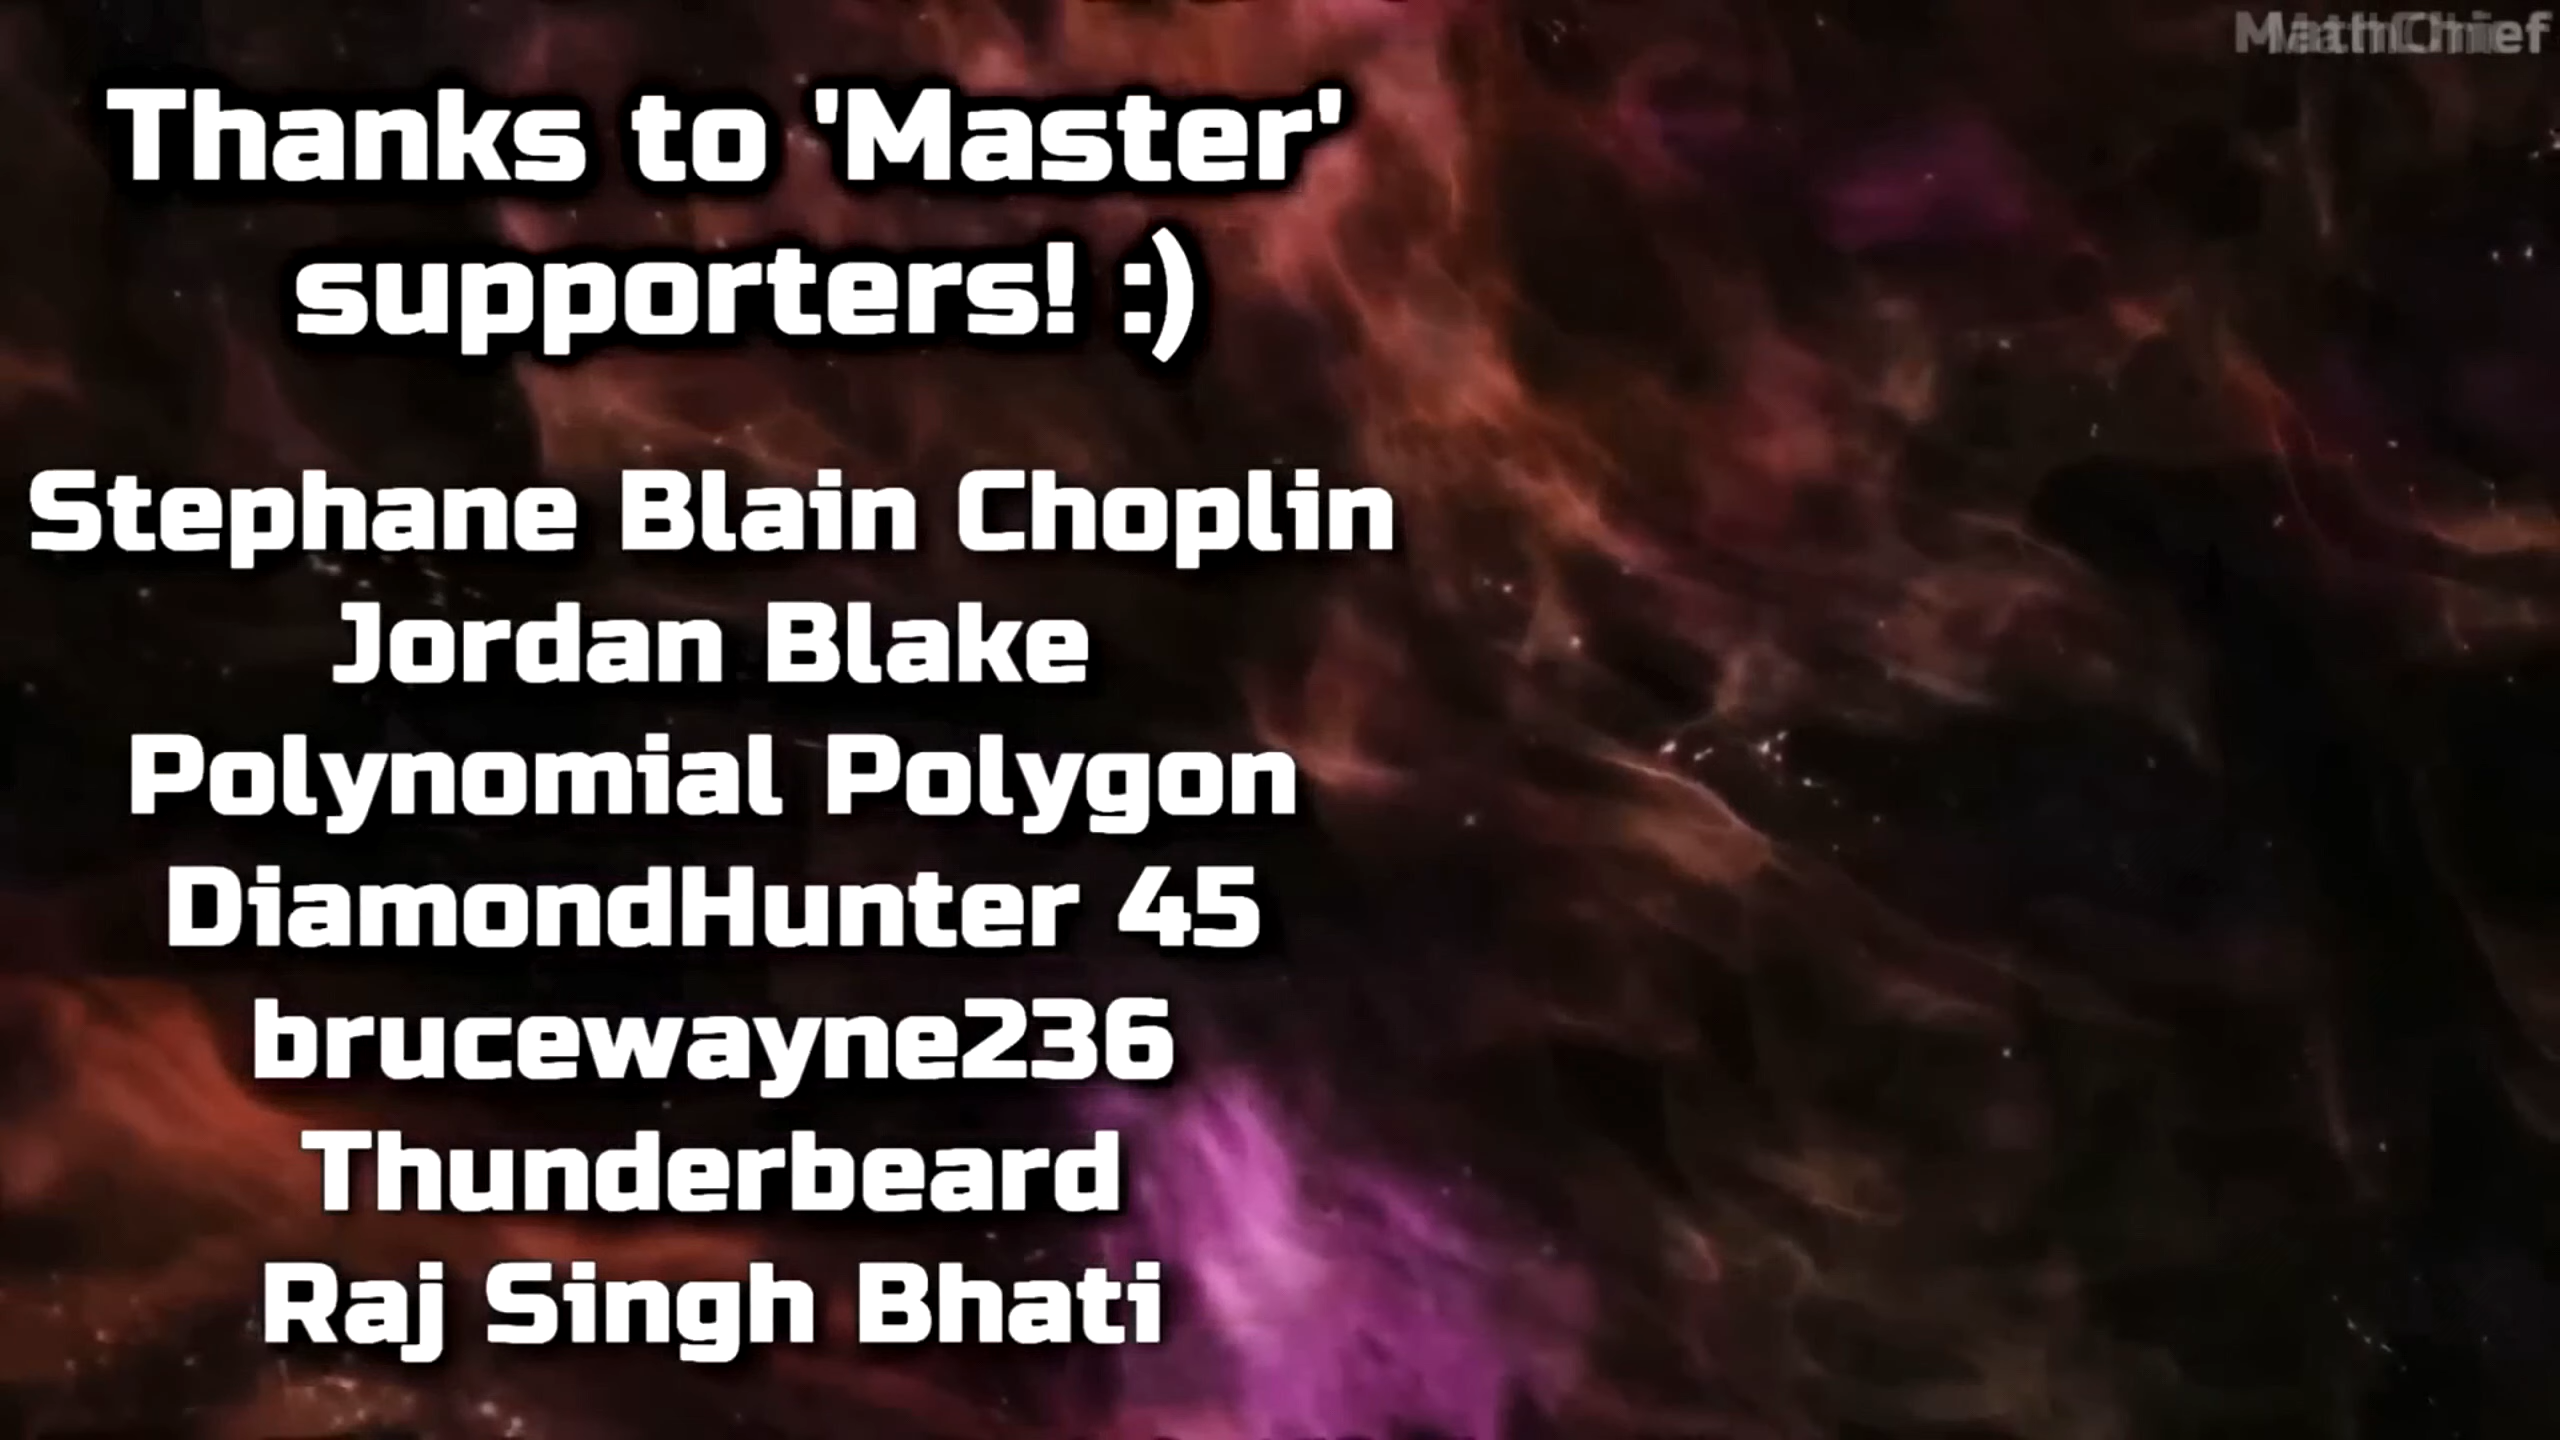 MathChief
Thanks to 'Master'
supporters! :)
Stephane Blain Choplin
Jordan Blake
Polynomial Polygon
DiamondHunter 45
brucewayne236
Thunderbeard
Raj Singh Bhati